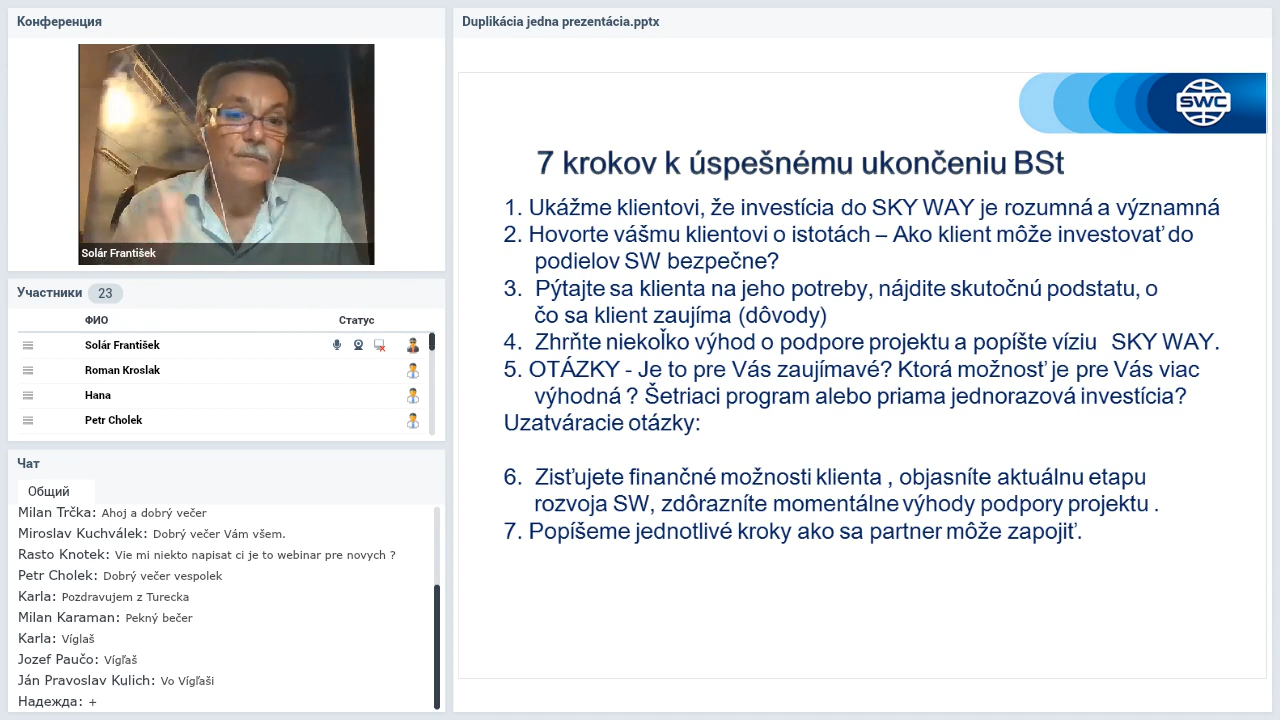 Конференция
Solár František
Участники 23
ФИО Статус
Solár František
Roman Kroslak
Hana
Petr Cholek
Чат
Общий
Milan Trčka: Ahoj a dobrý večer
Miroslav Kuchválek: Dobrý večer Vám všem.
Rasto Knotek: Vie mi niekto napisat ci je to webinar pre novych ?
Petr Cholek: Dobrý večer vespolek
Karla: Pozdravujem z Turecka
Milan Karaman: Pekný bečer
Karla: Víglaš
Jozef Paučo: Vígľaš
Ján Pravoslav Kulich: Vo Vígľaši
Надежда: +
Duplikácia jedna prezentácia.pptx
SWC
7 krokov k úspešnému ukončeniu BSt
1. Ukážme klientovi, že investícia do SKY WAY je rozumná a významná
2. Hovorte vášmu klientovi o istotách – Ako klient môže investovať do
podielov SW bezpečne?
3. Pýtajte sa klienta na jeho potreby, nájdite skutočnú podstatu, o
čo sa klient zaujíma (dôvody)
4. Zhrňte niekoľko výhod o podpore projektu a popíšte víziu SKY WAY.
5. OTÁZKY - Je to pre Vás zaujímavé? Ktorá možnosť je pre Vás viac
výhodná ? Šetriaci program alebo priama jednorazová investícia?
Uzatváracie otázky:
6. Zisťujete finančné možnosti klienta , objasníte aktuálnu etapu
rozvoja SW, zdôrazníte momentálne výhody podpory projektu .
7. Popíšeme jednotlivé kroky ako sa partner môže zapojiť.